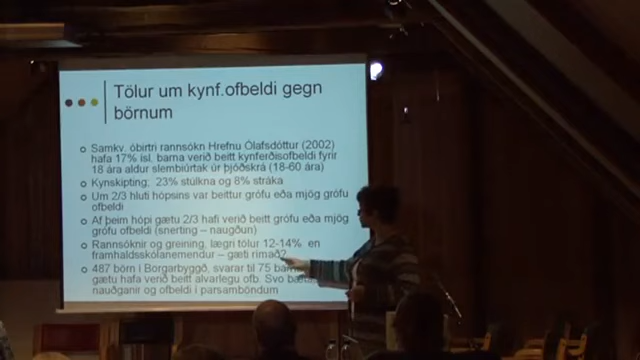 Tölur um kynf.ofbeldi gegn
börnum
Samkv. óbirtri rannsókn Hrefnu Ólafsdóttur (2002)
hafa 17% ísl. barna verið beitt kynferðisofbeldi fyrir
18 ára aldur slembiúrtak úr þjóðskrá (18-60 ára)
Kynskipting; 23% stúlkna og 8% stráka
Um 2/3 hluti hópsins var beittur grófu eða mjög grófu
ofbeldi
Af þeim hópi gætu 2/3 hafi verið beitt grófu eða mjög
grófu ofbeldi (snerting – naugðun)
Rannsóknir og greining, lægri tölur 12-14% en
framhaldsskólanemendur – gæti rímað?
487 börn í Borgarbyggð, svarar til 75
gætu hafa verið beitt alvarlegu ofb. Svo
nauðganir og ofbeldi í parsamböndum